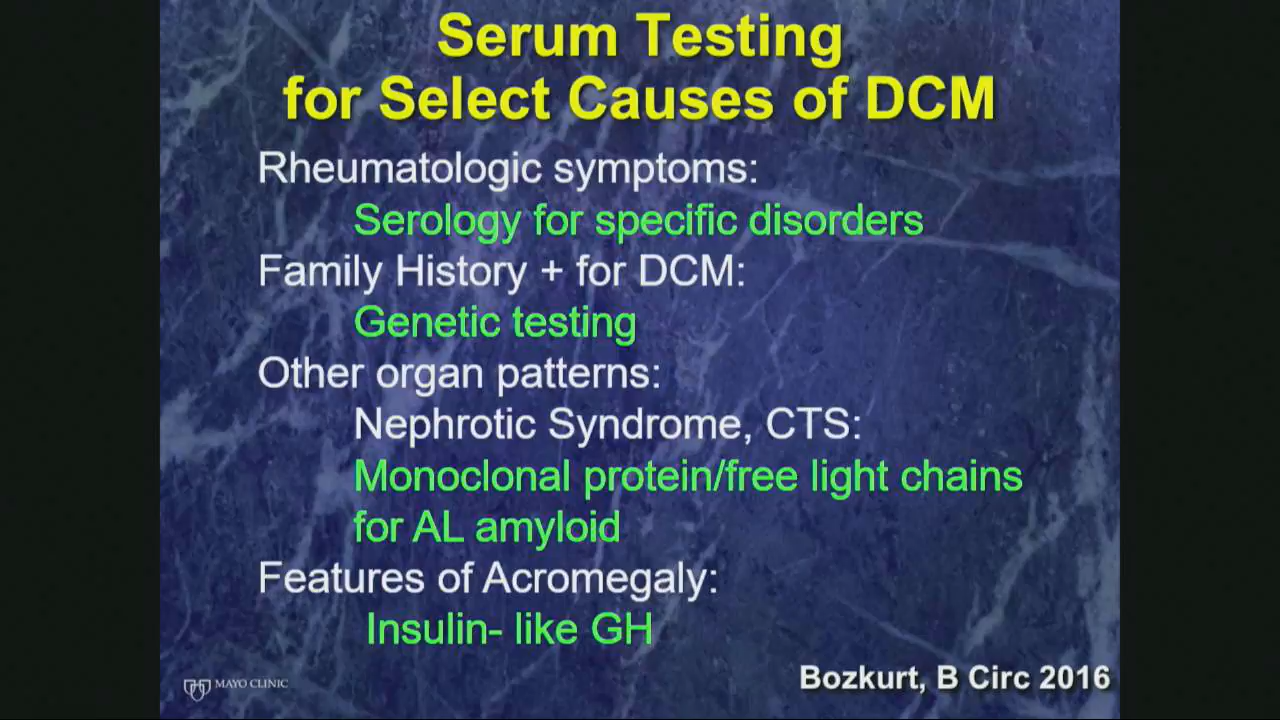 Serum Testing
for Select Causes of DCM
Rheumatologic symptoms:
Serology for specific disorders
Family History + for DCM:
Genetic testing
Other organ patterns:
Nephrotic Syndrome, CTS:
Monoclonal protein/free light chains
for AL amyloid
Features of Acromegaly:
Insulin- like GH
MAYO CLINIC
Bozkurt, B Circ 2016